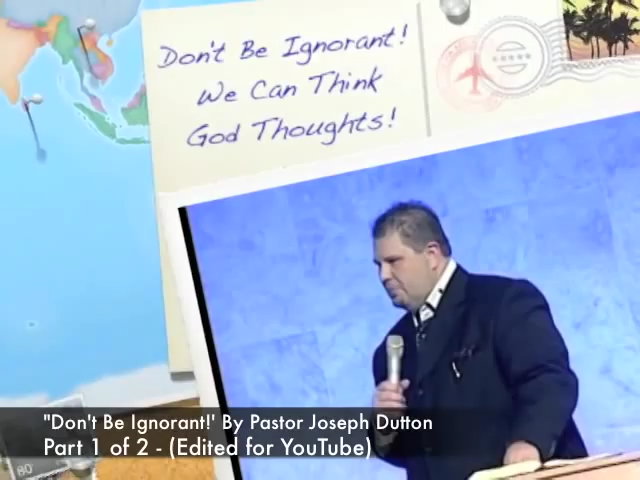 Don't Be Ignorant!
We Can Think
God Thoughts!
"Don't Be Ignorant!' By Pastor Joseph Dutton
Part 1 of 2 - (Edited for YouTube)
80